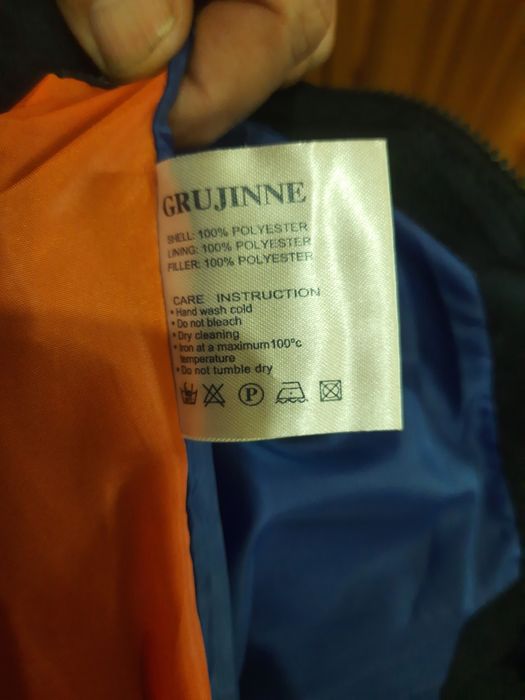 GRUJINNE
SHELL: 100% POLYESTER
LINING: 100% POLYESTER
FILLER: 100% POLYESTER
CARE INSTRUCTION
• Hand wash cold
• Do not bleach
• Dry cleaning
• Iron at a maximum100°c
temperature
• Do not tumble dry
P